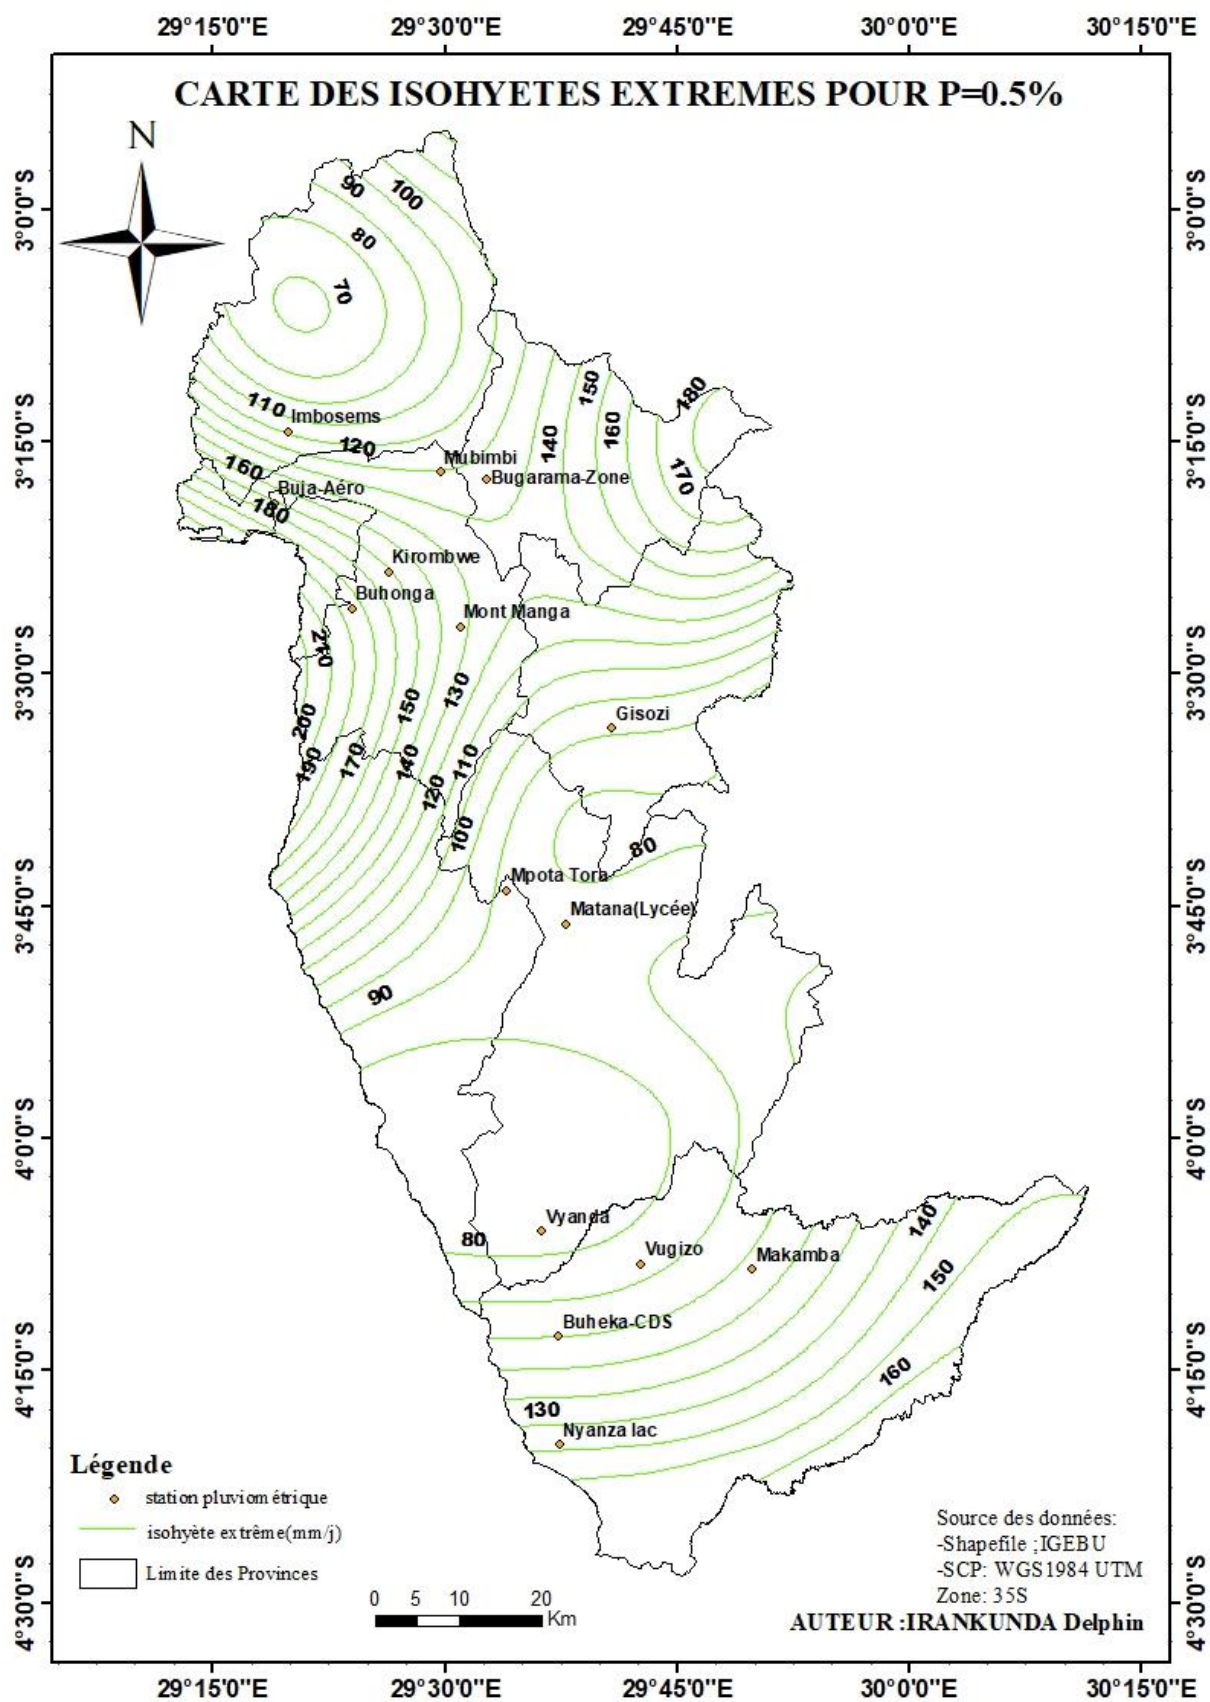 29°15'0"E 29°30'0"E 29°45'0"E 30°0'0"E 30°15'0"E
CARTE DES ISOHYETES EXTREMES POUR P=0.5%
N
90
100
3°0'0"S 3°0'0"S
80
70
150
180
110
Imbosems
140
160
120
3°15'0"S 3°15'0"S
Mubimbi
160
170
Bugarama-Zone
Buja-Aéro
180
Kirombwe
Buhonga
Mont Manga
210
3°30'0"S 3°30'0"S
130
150
Gisozi
200
190
170
140
110
120
100
80
Mpota Tora
3°45'0"S 3°45'0"S
Matana(Lycée)
90
4°0'0"S 4°0'0"S
Vyanda
140
80
Vugizo
Makamba
150
Buheka-CDS
160
4°15'0"S 4°15'0"S
130
Nyanza lac
Légende
station pluviométrique
isohyète extrême(mm/j)
Limite des Provinces
Source des données:
-Shapefile ;IGEBU
-SCP: WGS1984 UTM
Zone: 35S
0 5 10 20
Km
AUTEUR :IRANKUNDA Delphin
4°30'0"S 4°30'0"S
29°15'0"E 29°30'0"E 29°45'0"E 30°0'0"E 30°15'0"E